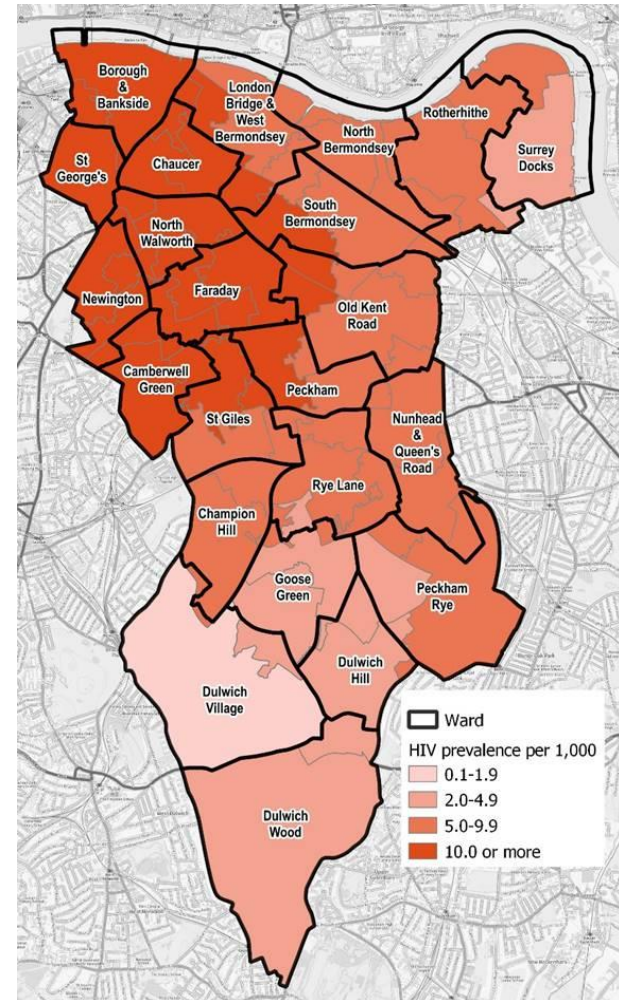 Borough
&
Bankside
London
Bridge &
West
Bermondsey
Rotherhithe
North
Bermondsey
Surrey
Docks
St
George's
Chaucer
South
Bermondsey
North
Walworth
Newington
Faraday
Old Kent
Road
Camberwell
Green
Peckham
St Giles
Nunhead
&
Queen's
Road
Rye Lane
Champion
Hill
Goose
Green
Peckham
Rye
Dulwich
Hill
Dulwich
Village
Dulwich
Wood
Ward
HIV prevalence per 1,000
0.1-1.9
2.0-4.9
5.0-9.9
10.0 or more